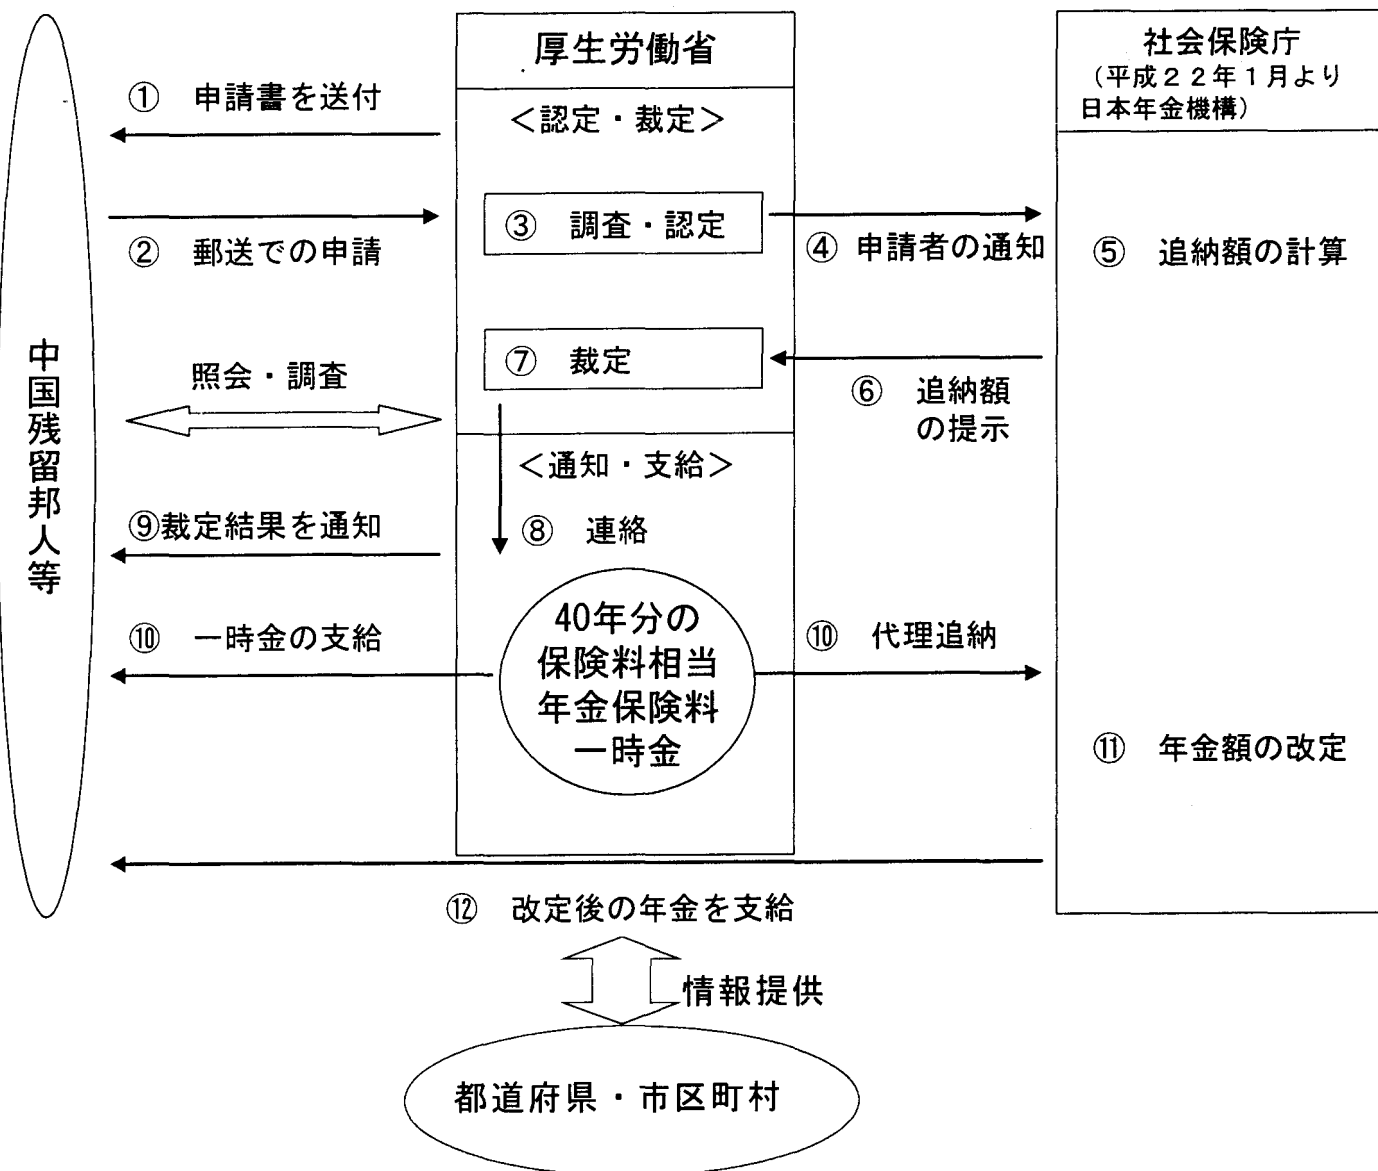 厚生労働省
社会保険庁
（平成２２年１月より
日本年金機構）
① 申請書を送付
＜認定・裁定＞
② 郵送での申請
③ 調査・認定
④ 申請者の通知
⑤ 追納額の計算
中国残留邦人等
照会・調査
⑦ 裁定
⑥ 追納額
の提示
＜通知・支給＞
⑨裁定結果を通知
⑧ 連絡
⑩ 一時金の支給
40年分の
保険料相当
年金保険料
一時金
⑩ 代理追納
⑪ 年金額の改定
⑫ 改定後の年金を支給
情報提供
都道府県・市区町村